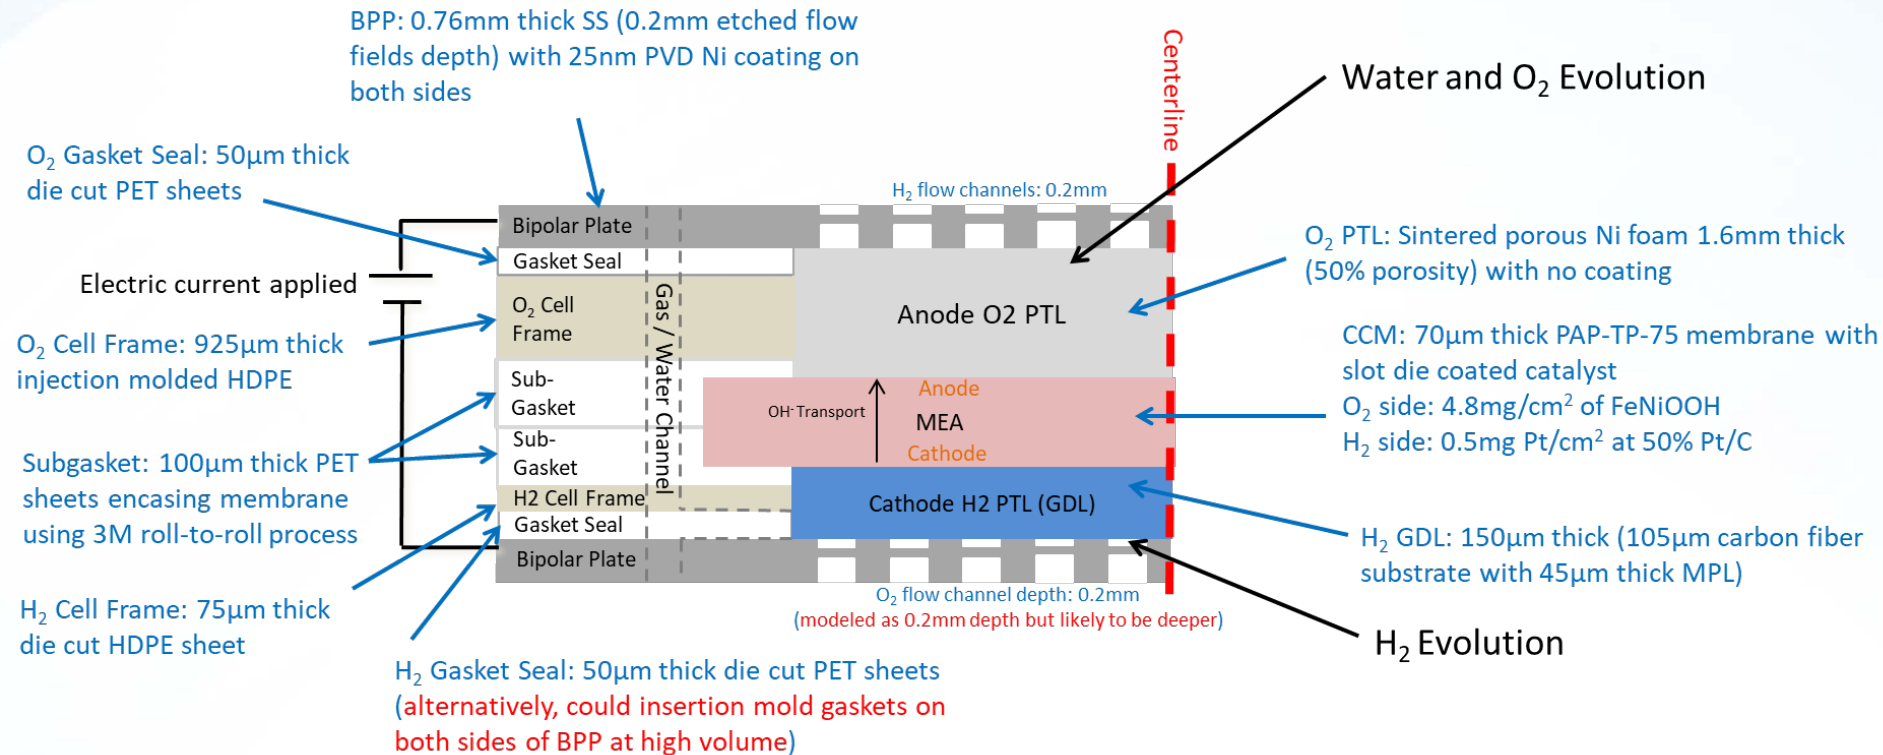 BPP: 0.76mm thick SS (0.2mm etched flow
fields depth) with 25nm PVD Ni coating on
both sides
Centerline
Water and O₂ Evolution
O₂ Gasket Seal: 50µm thick
die cut PET sheets
H₂ flow channels: 0.2mm
Bipolar Plate
Gasket Seal
O₂ PTL: Sintered porous Ni foam 1.6mm thick
(50% porosity) with no coating
Electric current applied
O₂ Cell
Frame
Gas / Water Channel
Anode O2 PTL
O₂ Cell Frame: 925µm thick
injection molded HDPE
CCM: 70µm thick PAP-TP-75 membrane with
slot die coated catalyst
O₂ side: 4.8mg/cm² of FeNiOOH
H₂ side: 0.5mg Pt/cm² at 50% Pt/C
Sub-
Gasket
Anode
OH⁻ Transport
MEA
Cathode
Sub-
Gasket
Subgasket: 100µm thick PET
sheets encasing membrane
using 3M roll-to-roll process
H2 Cell Frame
Cathode H2 PTL (GDL)
Gasket Seal
Bipolar Plate
H₂ GDL: 150µm thick (105µm carbon fiber
substrate with 45µm thick MPL)
O₂ flow channel depth: 0.2mm
(modeled as 0.2mm depth but likely to be deeper)
H₂ Cell Frame: 75µm thick
die cut HDPE sheet
H₂ Evolution
H₂ Gasket Seal: 50µm thick die cut PET sheets
(alternatively, could insertion mold gaskets on
both sides of BPP at high volume)